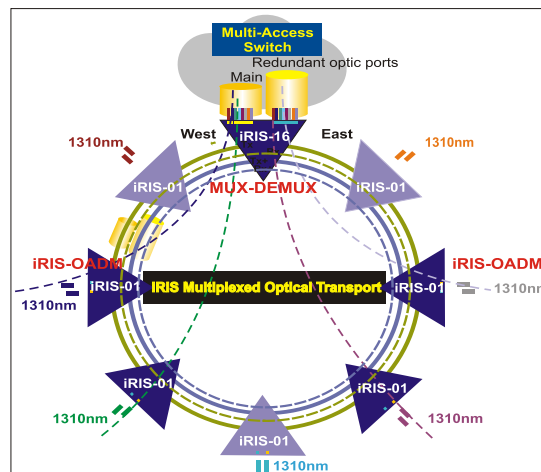 Multi-Access
Switch
Redundant optic ports
Main
West
iRIS-16
East
1310nm
1310nm
MUX-DEMUX
iRIS-01
iRIS-01
iRIS-OADM
iRIS-OADM
iRIS-01
IRIS Multiplexed Optical Transport
iRIS-01
1310nm
1310nm
iRIS-01
iRIS-01
1310nm
1310nm
iRIS-01
1310nm